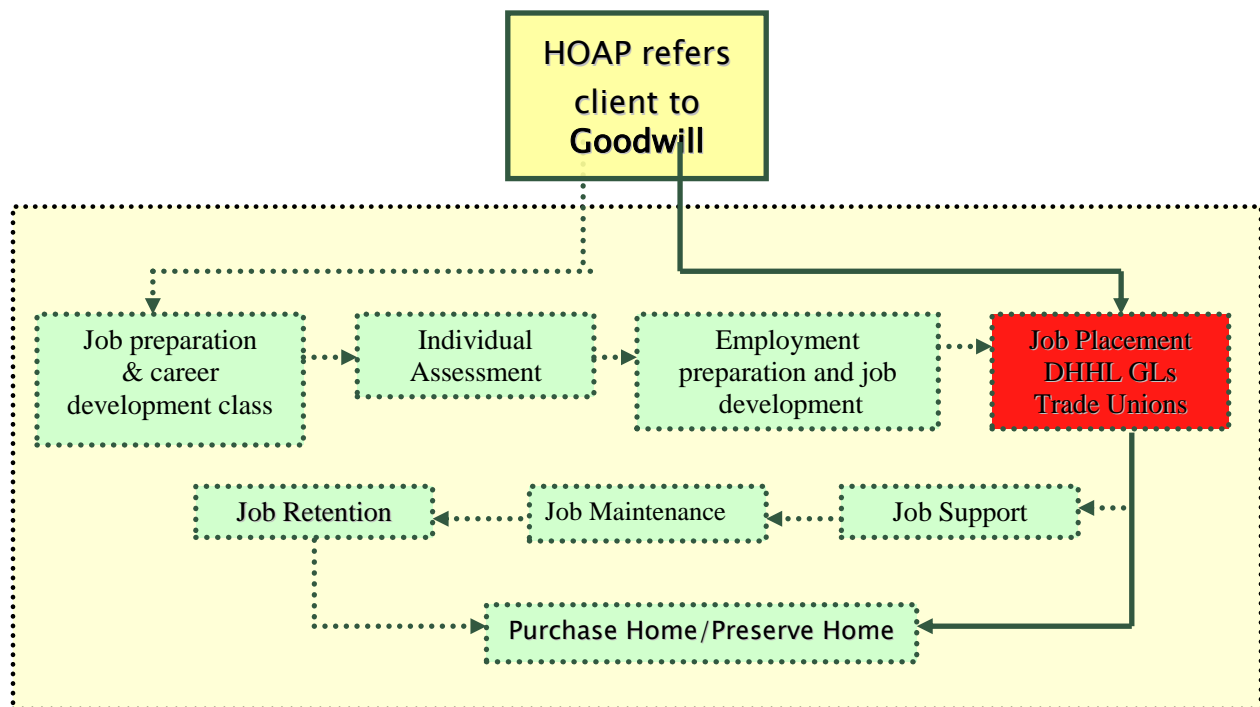 HOAP refers
client to
Goodwill
Job preparation
& career
development class
Individual
Assessment
Employment
preparation and job
development
Job Placement
DHHL GLs
Trade Unions
Job Retention
Job Maintenance
Job Support
Purchase Home/Preserve Home